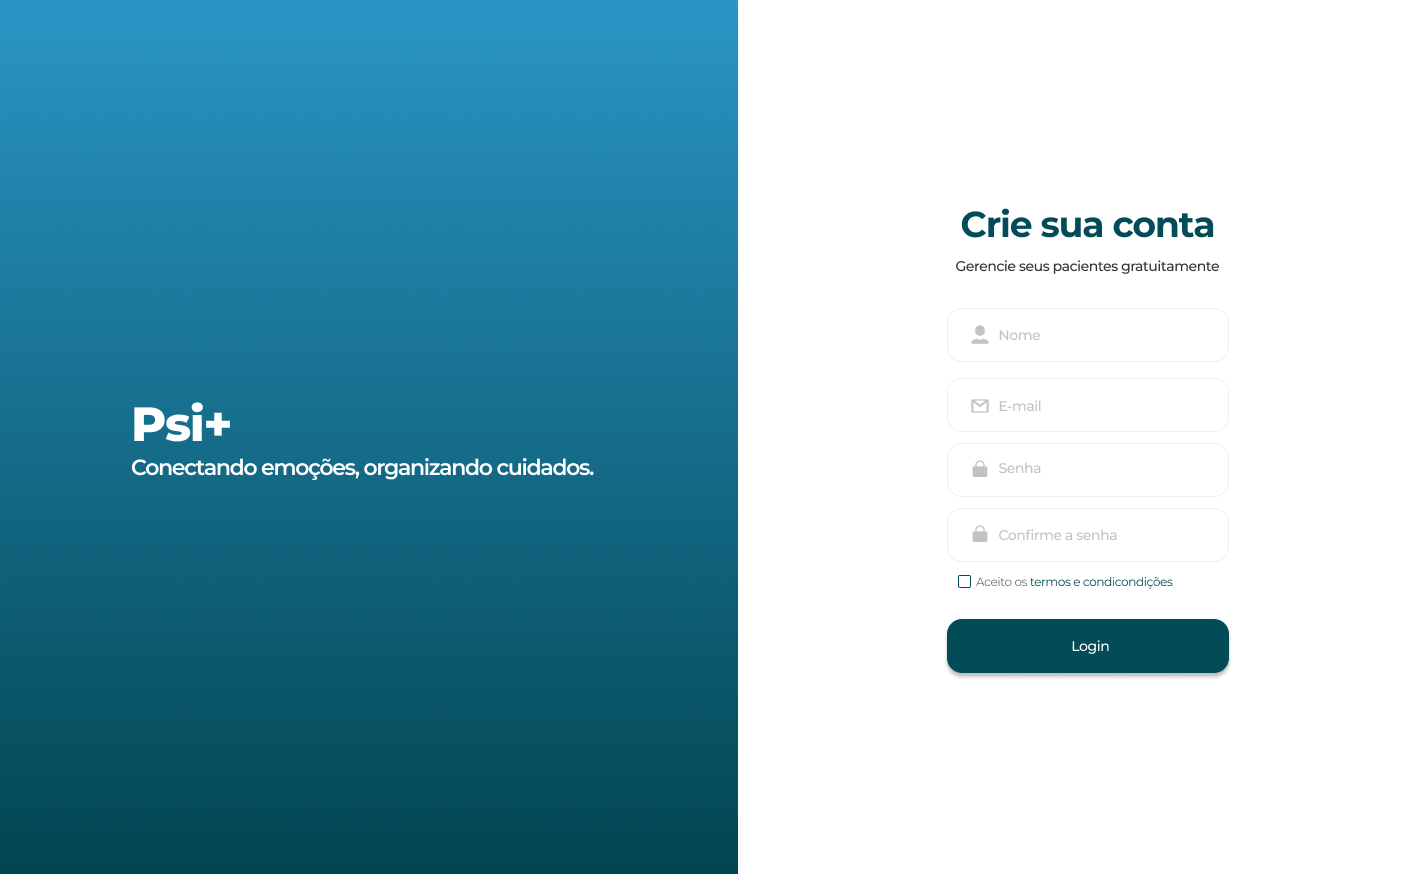 Psi+
Conectando emoções, organizando cuidados.
Crie sua conta
Gerencie seus pacientes gratuitamente
Nome
E-mail
Senha
Confirme a senha
Aceito os termos e condicondições
Login